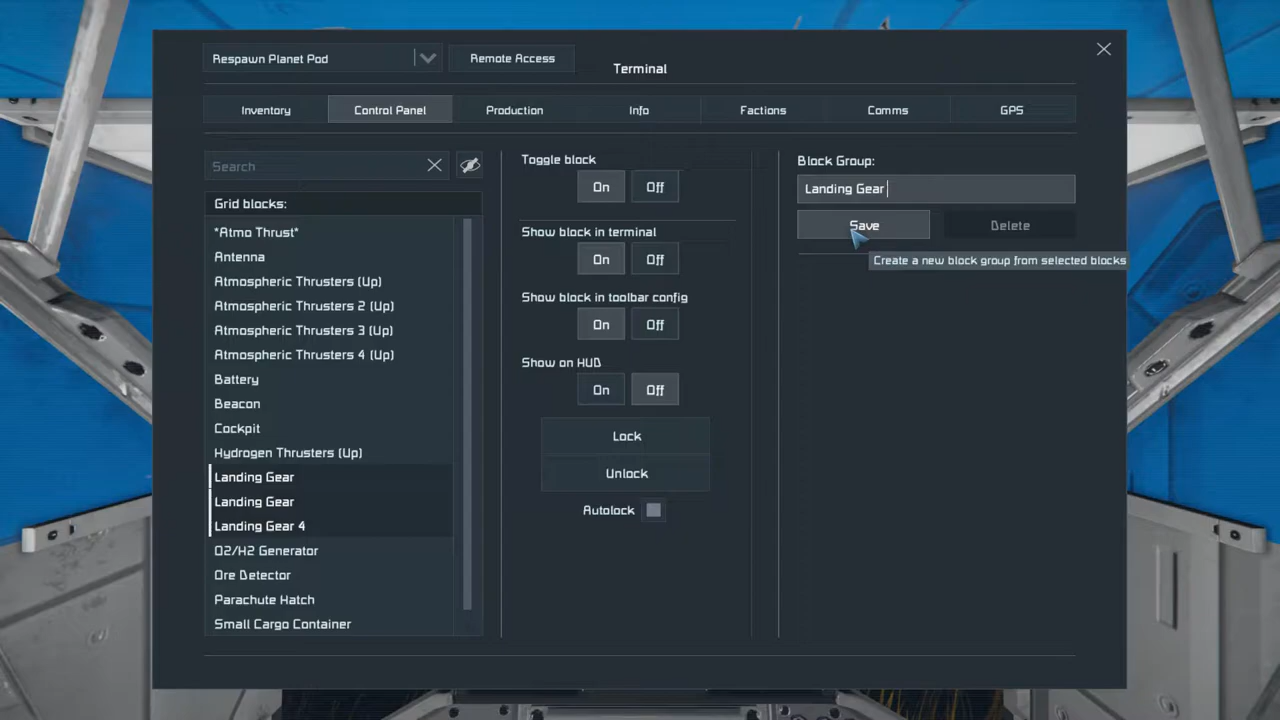 Respawn Planet Pod
Remote Access
Terminal
Inventory
Control Panel
Production
Info
Factions
Comms
GPS
Search
Grid blocks:
*Atmo Thrust*
Antenna
Atmospheric Thrusters (Up)
Atmospheric Thrusters 2 (Up)
Atmospheric Thrusters 3 (Up)
Atmospheric Thrusters 4 (Up)
Battery
Beacon
Cockpit
Hydrogen Thrusters (Up)
Landing Gear
Landing Gear
Landing Gear 4
O2/H2 Generator
Ore Detector
Parachute Hatch
Small Cargo Container
Toggle block
On Off
Show block in terminal
On Off
Show block in toolbar config
On Off
Show on HUD
On Off
Lock
Unlock
Autolock
Block Group:
Landing Gear
Save
Delete
Create a new block group from selected blocks